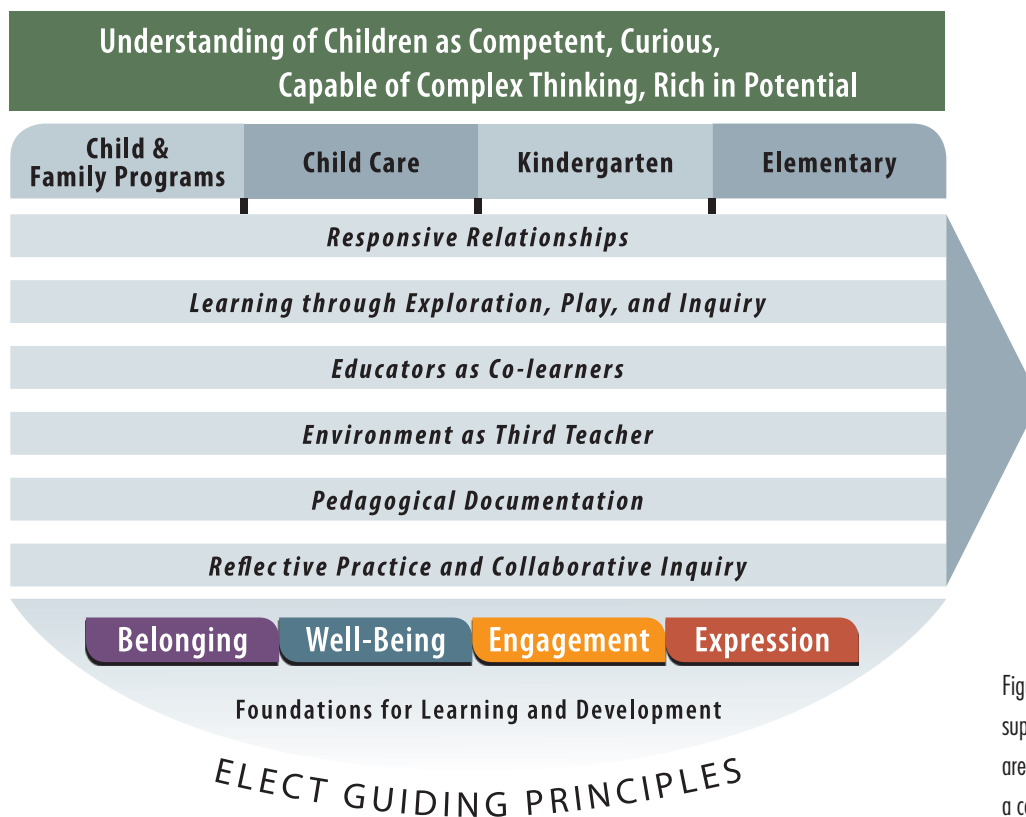 Understanding of Children as Competent, Curious,
Capable of Complex Thinking, Rich in Potential
Child &
Family Programs
Child Care
Kindergarten
Elementary
Responsive Relationships
Learning through Exploration, Play, and Inquiry
Educators as Co-learners
Environment as Third Teacher
Pedagogical Documentation
Reflective Practice and Collaborative Inquiry
Belonging
Well-Being
Engagement
Expression
Foundations for Learning and Development
ELECT GUIDING PRINCIPLES
are
a